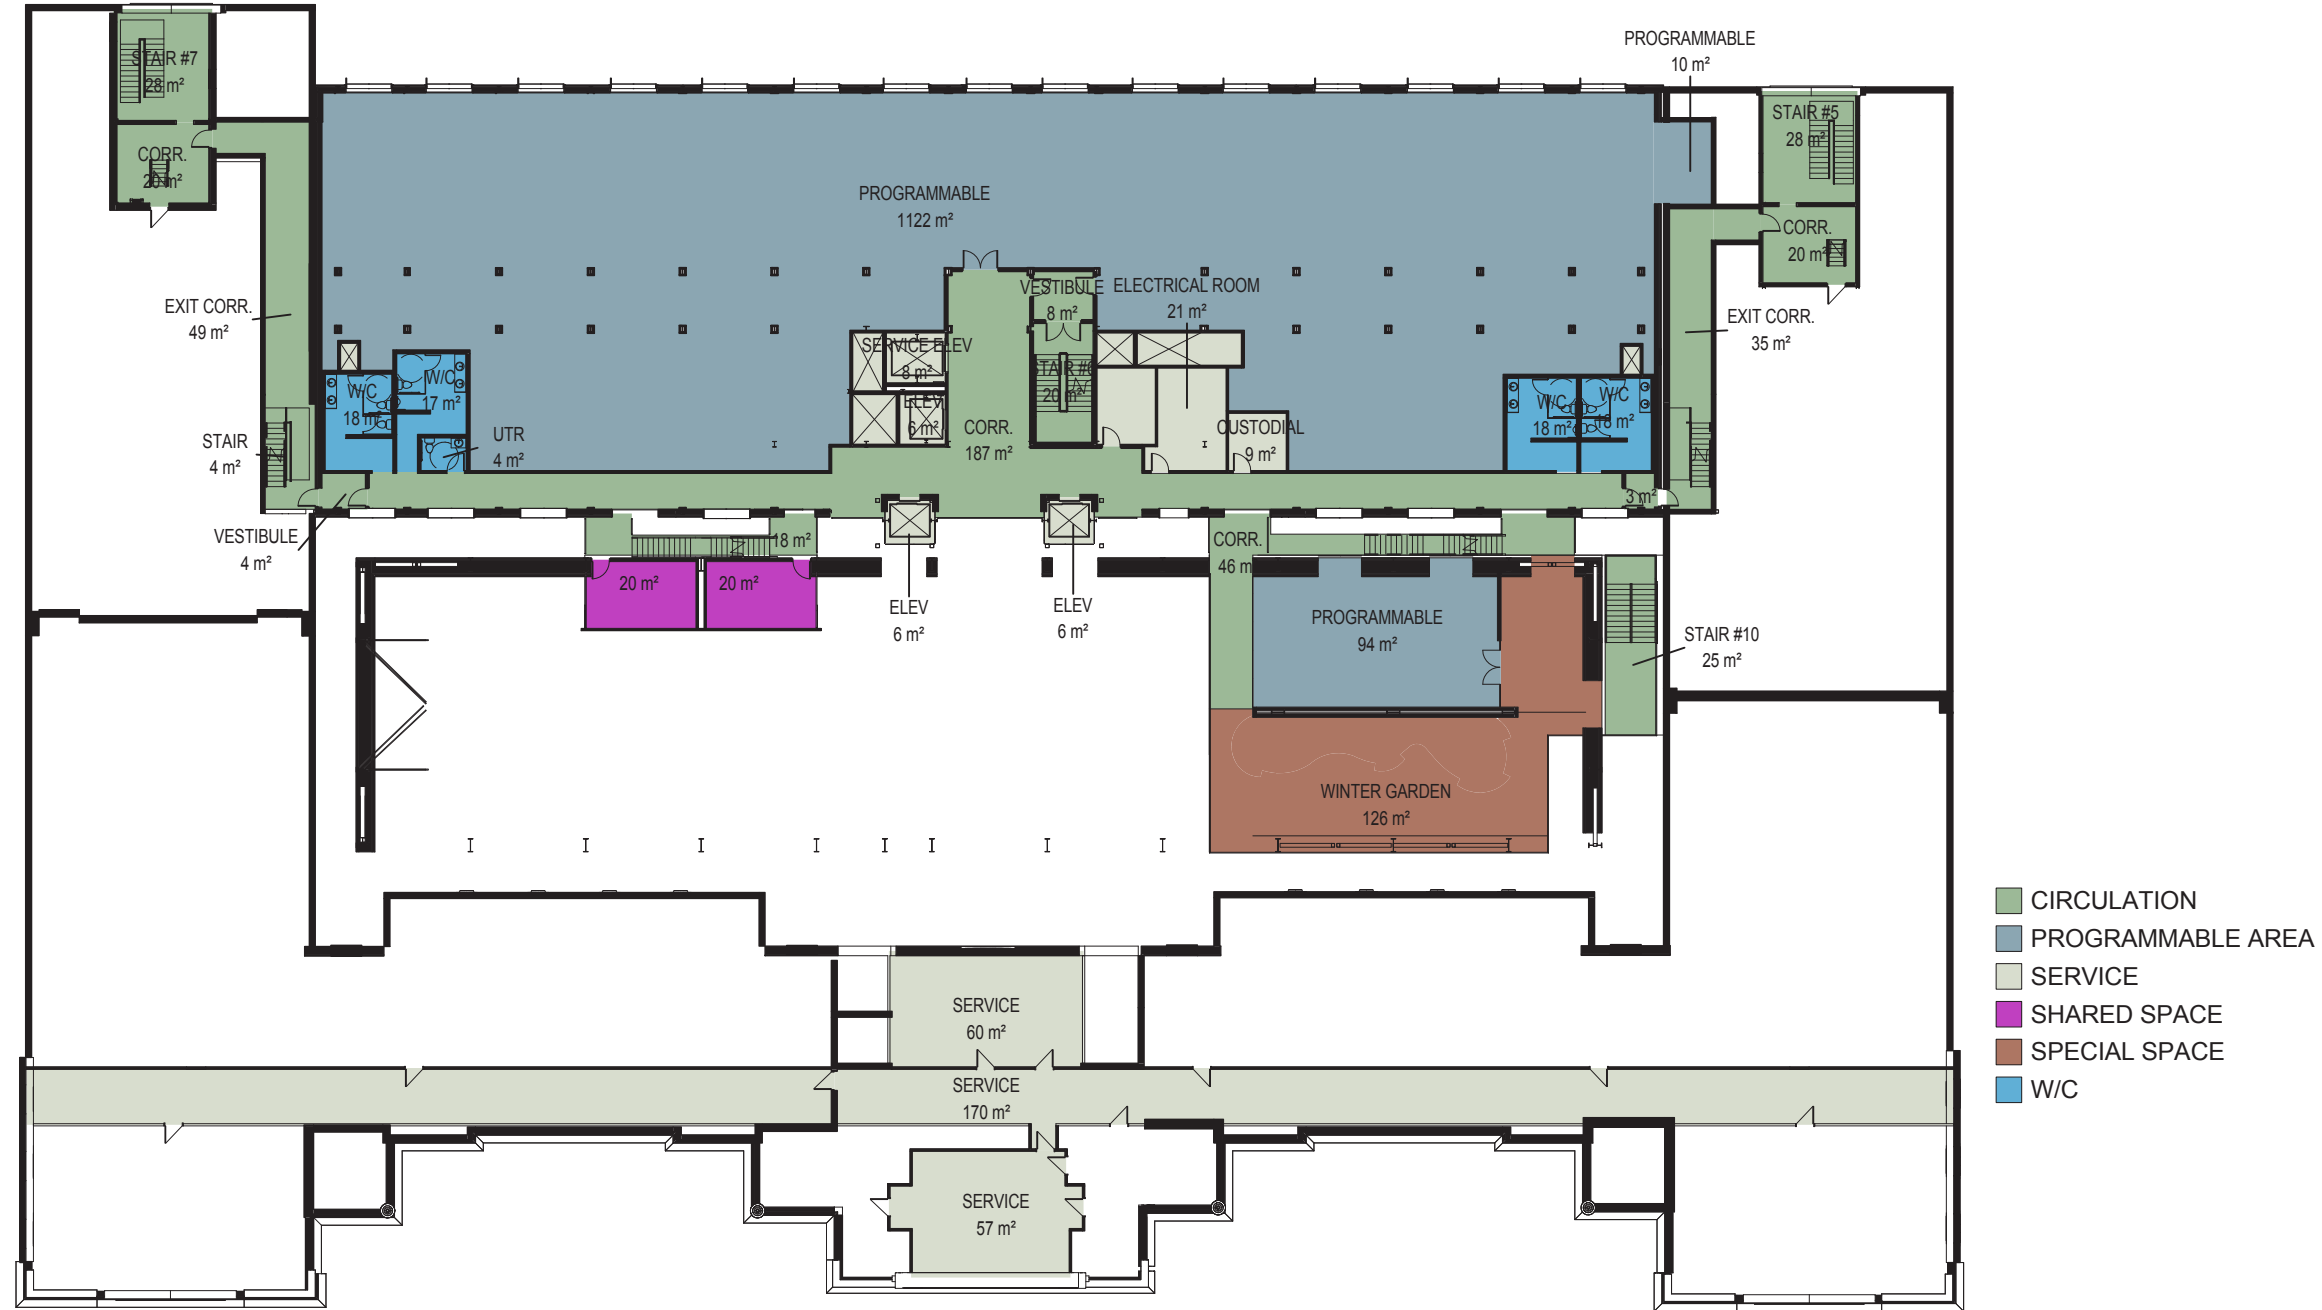 PROGRAMMABLE
10 m²
STAIR #7
28 m²
STAIR #5
28 m²
CORR.
20 m²
PROGRAMMABLE
1122 m²
CORR.
20 m²
EXIT CORR.
49 m²
VESTIBULE
8 m²
ELECTRICAL ROOM
21 m²
EXIT CORR.
35 m²
SERVICE ELEV
8 m²
STAIR #6
20 m²
W/C
18 m²
W/C
17 m²
ELEV
6 m²
W/C
18 m²
W/C
18 m²
STAIR
4 m²
UTR
4 m²
CORR.
187 m²
CUSTODIAL
9 m²
3 m²
VESTIBULE
4 m²
18 m²
CORR.
46 m
20 m²
20 m²
ELEV
6 m²
ELEV
6 m²
PROGRAMMABLE
94 m²
STAIR #10
25 m²
WINTER GARDEN
126 m²
SERVICE
60 m²
SERVICE
170 m²
SERVICE
57 m²
CIRCULATION
PROGRAMMABLE AREA
SERVICE
SHARED SPACE
SPECIAL SPACE
W/C